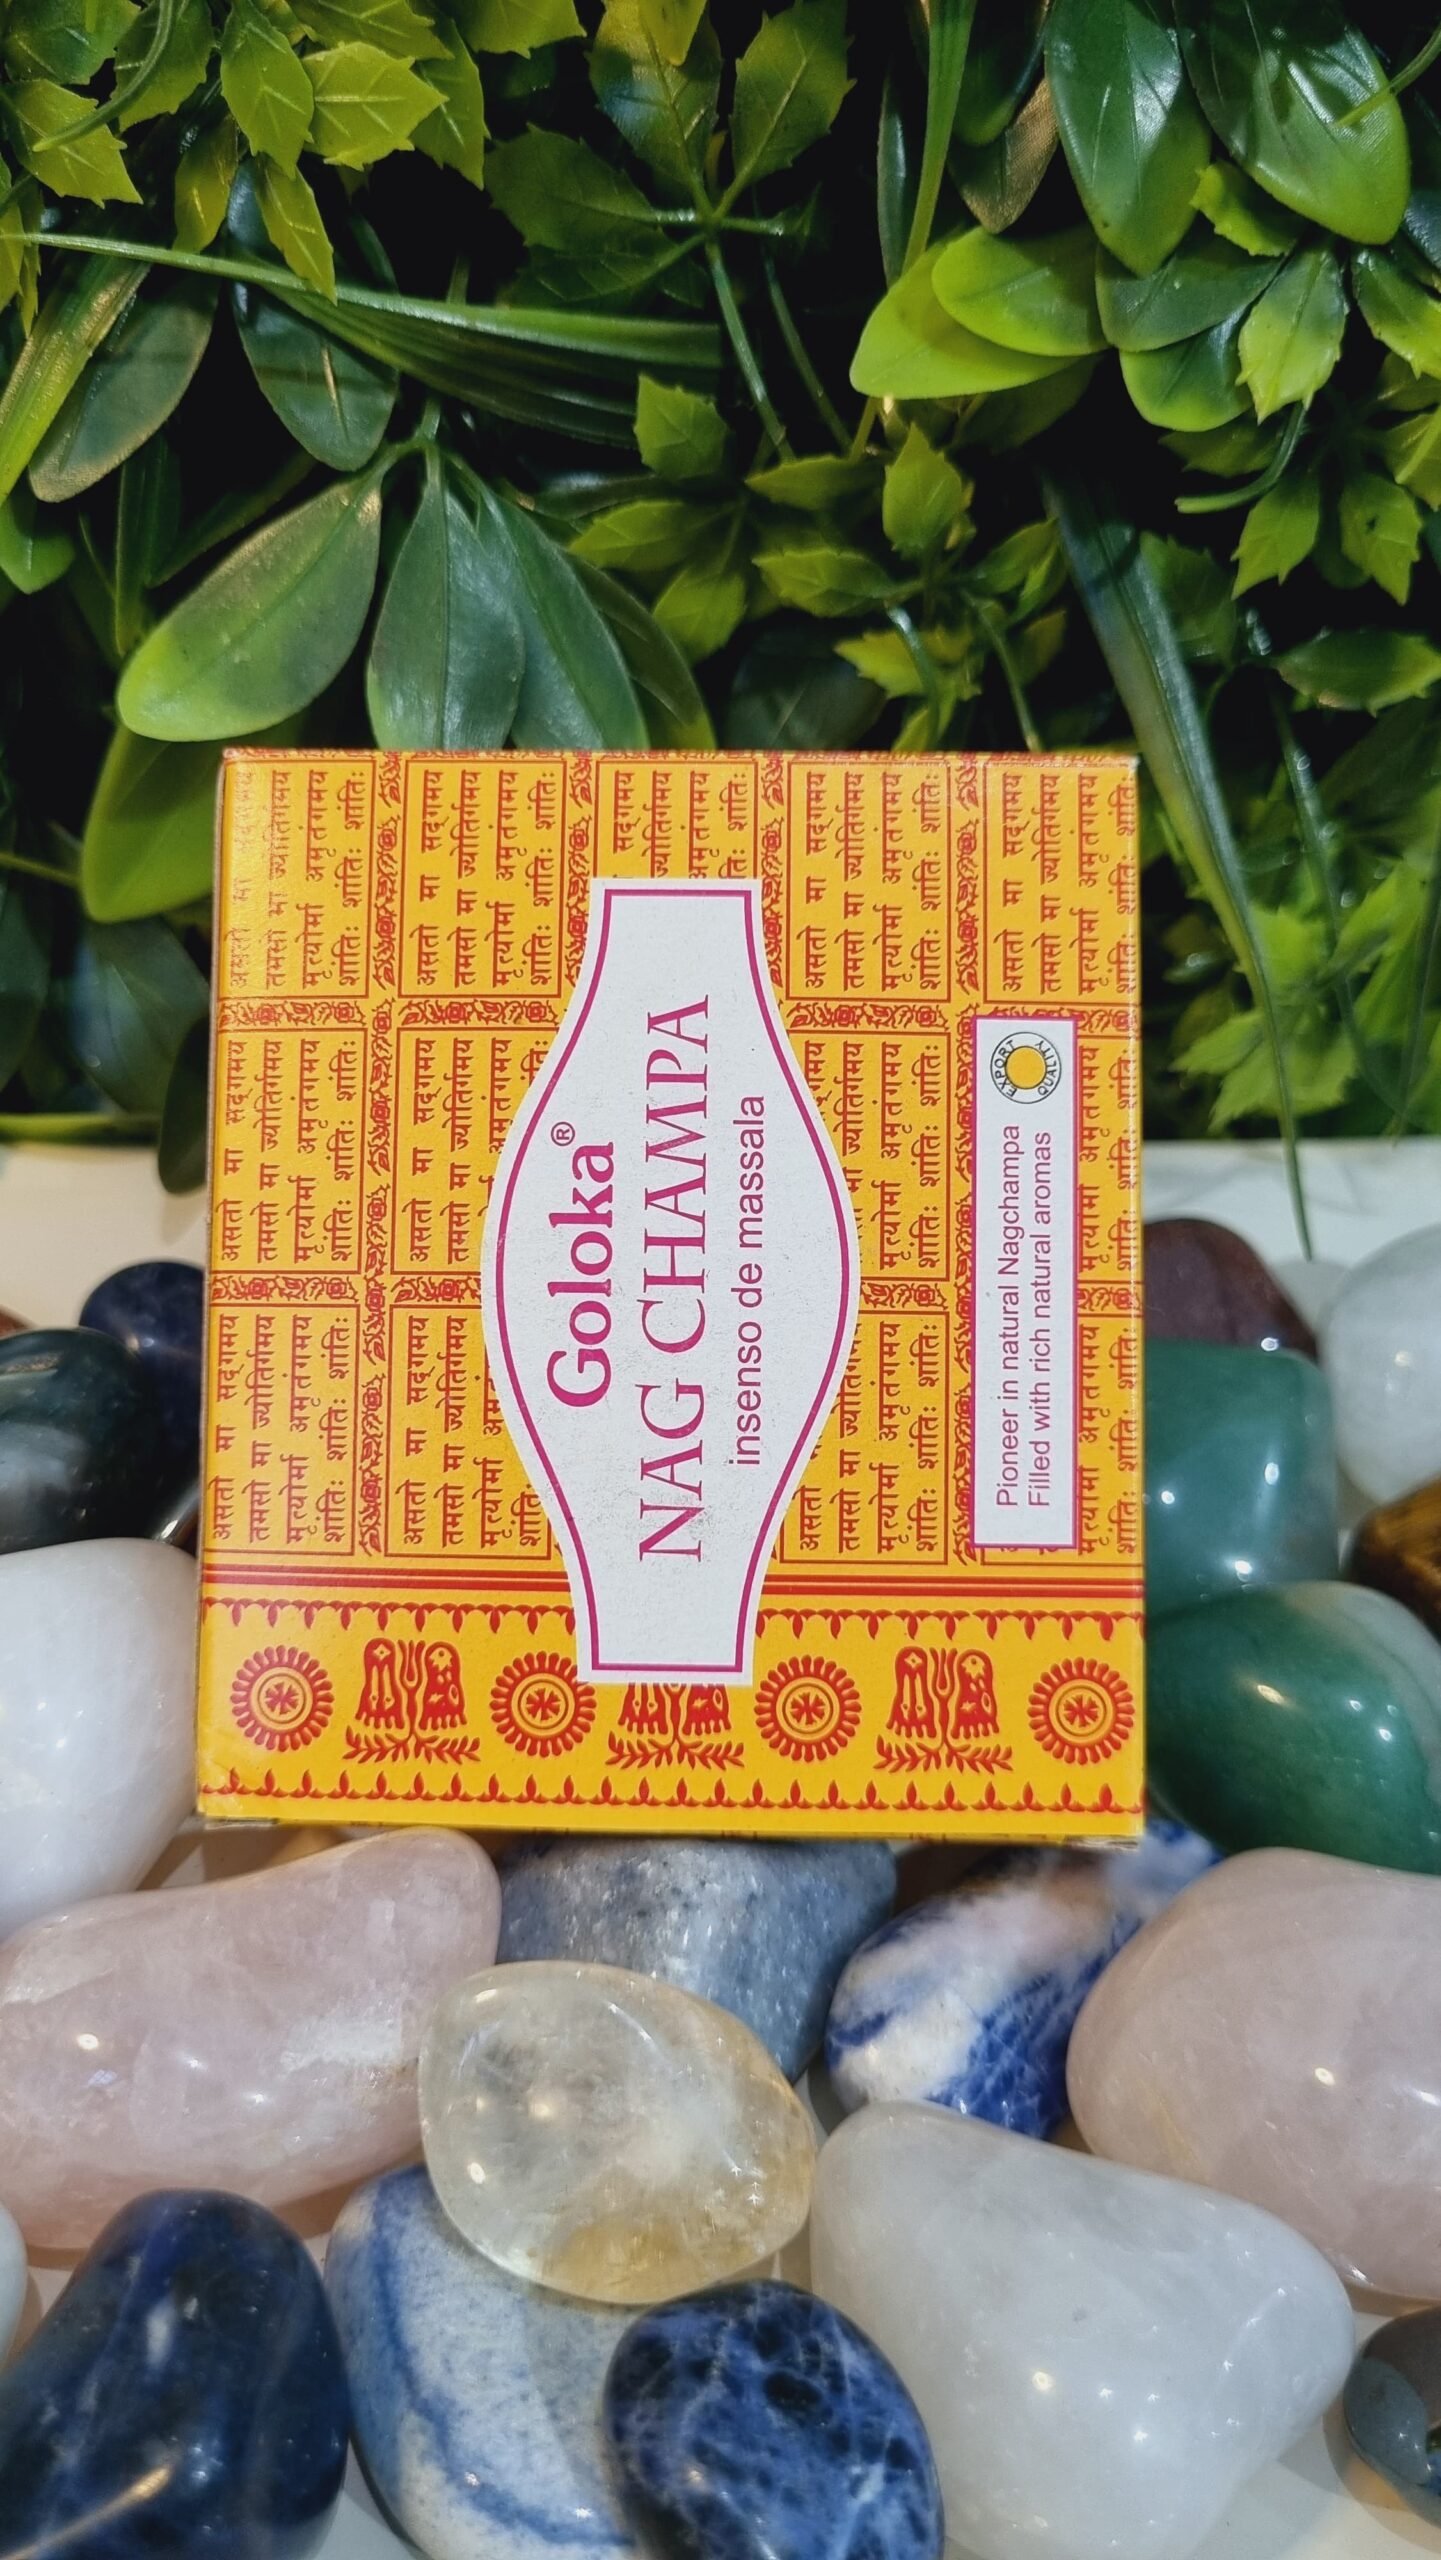 Goloka®
NAG CHAMPA
insenso de massala
EXPORT QUALITY
Pioneer in natural Nagchampa
Filled with rich natural aromas
असतो मा सद्गमय
तमसो मा ज्योतिर्गमय
मृत्योर्मा अमृतंगमय
शांतिः शांतिः शांतिः